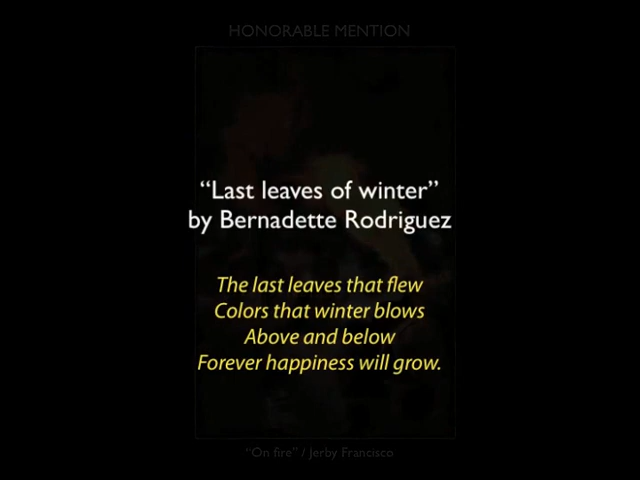 HONORABLE MENTION
“Last leaves of winter”
by Bernadette Rodriguez
The last leaves that flew
Colors that winter blows
Above and below
Forever happiness will grow.
“On fire” / Jerby Francisco